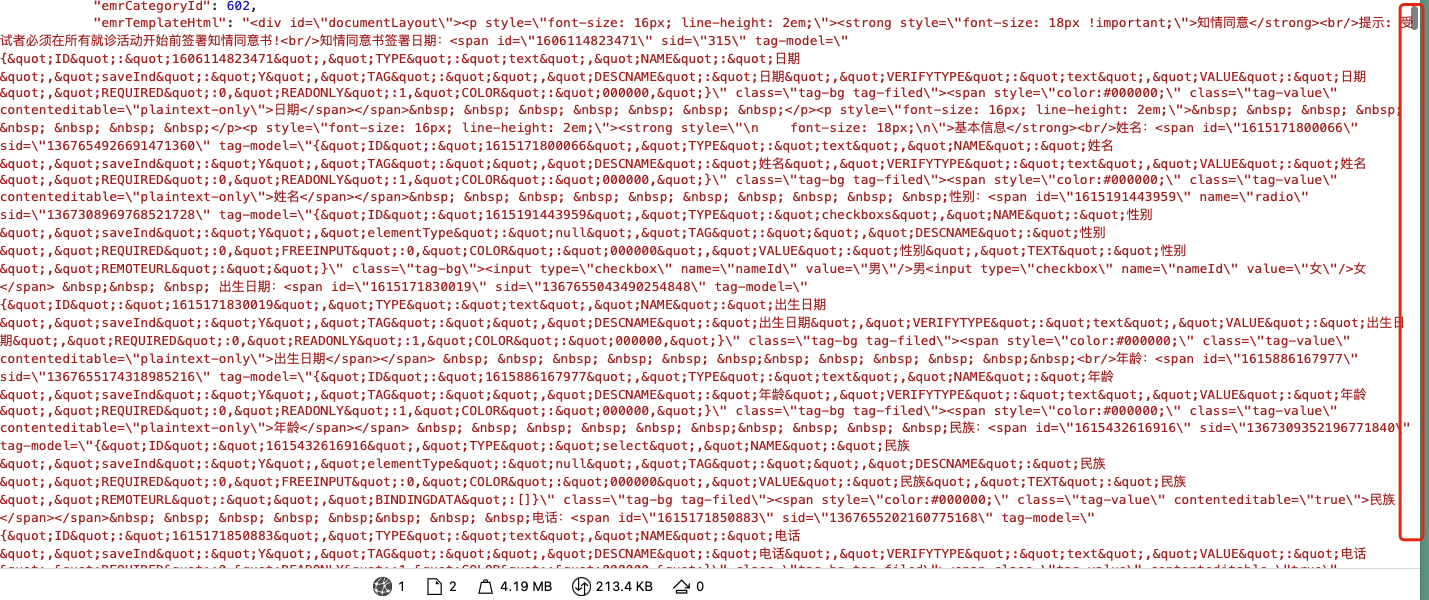 "emrCategoryId": 602,
"emrTemplateHtml": "<div id=\"documentLayout\"><p style=\"font-size: 16px; line-height: 2em;\"><strong style=\"font-size: 18px !important;\">知情同意</strong><br/>提示: 受
试者必须在所有就诊活动开始前签署知情同意书!<br/>知情同意书签署日期: <span id=\"1606114823471\" sid=\"315\" tag-model=\"
{&quot;ID&quot;:&quot;1606114823471&quot;,&quot;TYPE&quot;:&quot;text&quot;,&quot;NAME&quot;:&quot;日期
&quot;,&quot;saveInd&quot;:&quot;Y&quot;,&quot;TAG&quot;:&quot;&quot;,&quot;DESCNAME&quot;:&quot;日期&quot;,&quot;VERIFYTYPE&quot;:&quot;text&quot;,&quot;VALUE&quot;:&quot;日期
&quot;,&quot;REQUIRED&quot;:0,&quot;READONLY&quot;:1,&quot;COLOR&quot;:&quot;000000,&quot;}\" class=\"tag-bg tag-filed\"><span style=\"color:#000000;\" class=\"tag-value\"
contenteditable=\"plaintext-only\">日期</span></span>&nbsp; &nbsp; &nbsp; &nbsp; &nbsp; &nbsp; &nbsp;</p><p style=\"font-size: 16px; line-height: 2em;\">&nbsp; &nbsp; &nbsp; &nbsp; &nbsp;
&nbsp; &nbsp; &nbsp; &nbsp;</p><p style=\"font-size: 16px; line-height: 2em;\"><strong style=\"\n    font-size: 18px;\n\">基本信息</strong><br/>姓名: <span id=\"1615171800066\"
sid=\"1367654926691471360\" tag-model=\"{&quot;ID&quot;:&quot;1615171800066&quot;,&quot;TYPE&quot;:&quot;text&quot;,&quot;NAME&quot;:&quot;姓名
&quot;,&quot;saveInd&quot;:&quot;Y&quot;,&quot;TAG&quot;:&quot;&quot;,&quot;DESCNAME&quot;:&quot;姓名&quot;,&quot;VERIFYTYPE&quot;:&quot;text&quot;,&quot;VALUE&quot;:&quot;姓名
&quot;,&quot;REQUIRED&quot;:0,&quot;READONLY&quot;:1,&quot;COLOR&quot;:&quot;000000,&quot;}\" class=\"tag-bg tag-filed\"><span style=\"color:#000000;\" class=\"tag-value\"
contenteditable=\"plaintext-only\">姓名</span></span>&nbsp; &nbsp; &nbsp; &nbsp; &nbsp; &nbsp; &nbsp; &nbsp; &nbsp; &nbsp;性别: <span id=\"1615191443959\" name=\"radio\"
sid=\"1367308969768521728\" tag-model=\"{&quot;ID&quot;:&quot;1615191443959&quot;,&quot;TYPE&quot;:&quot;checkboxs&quot;,&quot;NAME&quot;:&quot;性别
&quot;,&quot;saveInd&quot;:&quot;Y&quot;,&quot;elementType&quot;:&quot;null&quot;,&quot;TAG&quot;:&quot;&quot;,&quot;DESCNAME&quot;:&quot;性别
&quot;,&quot;REQUIRED&quot;:0,&quot;FREEINPUT&quot;:0,&quot;COLOR&quot;:&quot;000000&quot;,&quot;VALUE&quot;:&quot;性别&quot;,&quot;TEXT&quot;:&quot;性别
&quot;,&quot;REMOTEURL&quot;:&quot;&quot;}\" class=\"tag-bg\"><input type=\"checkbox\" name=\"nameId\" value=\"男\"/>男<input type=\"checkbox\" name=\"nameId\" value=\"女\"/>女
</span> &nbsp;&nbsp; &nbsp; 出生日期: <span id=\"1615171830019\" sid=\"1367655043490254848\" tag-model=\"
{&quot;ID&quot;:&quot;1615171830019&quot;,&quot;TYPE&quot;:&quot;text&quot;,&quot;NAME&quot;:&quot;出生日期
&quot;,&quot;saveInd&quot;:&quot;Y&quot;,&quot;TAG&quot;:&quot;&quot;,&quot;DESCNAME&quot;:&quot;出生日期&quot;,&quot;VERIFYTYPE&quot;:&quot;text&quot;,&quot;VALUE&quot;:&quot;出生日
期&quot;,&quot;REQUIRED&quot;:0,&quot;READONLY&quot;:1,&quot;COLOR&quot;:&quot;000000,&quot;}\" class=\"tag-bg tag-filed\"><span style=\"color:#000000;\" class=\"tag-value\"
contenteditable=\"plaintext-only\">出生日期</span></span> &nbsp; &nbsp; &nbsp; &nbsp; &nbsp; &nbsp;&nbsp; &nbsp; &nbsp; &nbsp; &nbsp; &nbsp;&nbsp;<br/>年龄: <span id=\"1615886167977\"
sid=\"1367655174318985216\" tag-model=\"{&quot;ID&quot;:&quot;1615886167977&quot;,&quot;TYPE&quot;:&quot;text&quot;,&quot;NAME&quot;:&quot;年龄
&quot;,&quot;saveInd&quot;:&quot;Y&quot;,&quot;TAG&quot;:&quot;&quot;,&quot;DESCNAME&quot;:&quot;年龄&quot;,&quot;VERIFYTYPE&quot;:&quot;text&quot;,&quot;VALUE&quot;:&quot;年龄
&quot;,&quot;REQUIRED&quot;:0,&quot;READONLY&quot;:1,&quot;COLOR&quot;:&quot;000000,&quot;}\" class=\"tag-bg tag-filed\"><span style=\"color:#000000;\" class=\"tag-value\"
contenteditable=\"plaintext-only\">年龄</span></span> &nbsp; &nbsp; &nbsp; &nbsp; &nbsp; &nbsp;&nbsp; &nbsp; &nbsp; &nbsp; &nbsp;民族: <span id=\"1615432616916\" sid=\"1367309352196771840\"
tag-model=\"{&quot;ID&quot;:&quot;1615432616916&quot;,&quot;TYPE&quot;:&quot;select&quot;,&quot;NAME&quot;:&quot;民族
&quot;,&quot;saveInd&quot;:&quot;Y&quot;,&quot;elementType&quot;:&quot;null&quot;,&quot;TAG&quot;:&quot;&quot;,&quot;DESCNAME&quot;:&quot;民族
&quot;,&quot;REQUIRED&quot;:0,&quot;FREEINPUT&quot;:0,&quot;COLOR&quot;:&quot;000000&quot;,&quot;VALUE&quot;:&quot;民族&quot;,&quot;TEXT&quot;:&quot;民族
&quot;,&quot;REMOTEURL&quot;:&quot;&quot;,&quot;BINDINGDATA&quot;:[]}\" class=\"tag-bg tag-filed\"><span style=\"color:#000000;\" class=\"tag-value\" contenteditable=\"true\">民族
</span></span>&nbsp; &nbsp; &nbsp; &nbsp; &nbsp; &nbsp;&nbsp; &nbsp; &nbsp;电话: <span id=\"1615171850883\" sid=\"1367655202160775168\" tag-model=\"
{&quot;ID&quot;:&quot;1615171850883&quot;,&quot;TYPE&quot;:&quot;text&quot;,&quot;NAME&quot;:&quot;电话
&quot;,&quot;saveInd&quot;:&quot;Y&quot;,&quot;TAG&quot;:&quot;&quot;,&quot;DESCNAME&quot;:&quot;电话&quot;,&quot;VERIFYTYPE&quot;:&quot;text&quot;,&quot;VALUE&quot;:&quot;电话
1 2 4.19 MB 213.4 KB 0